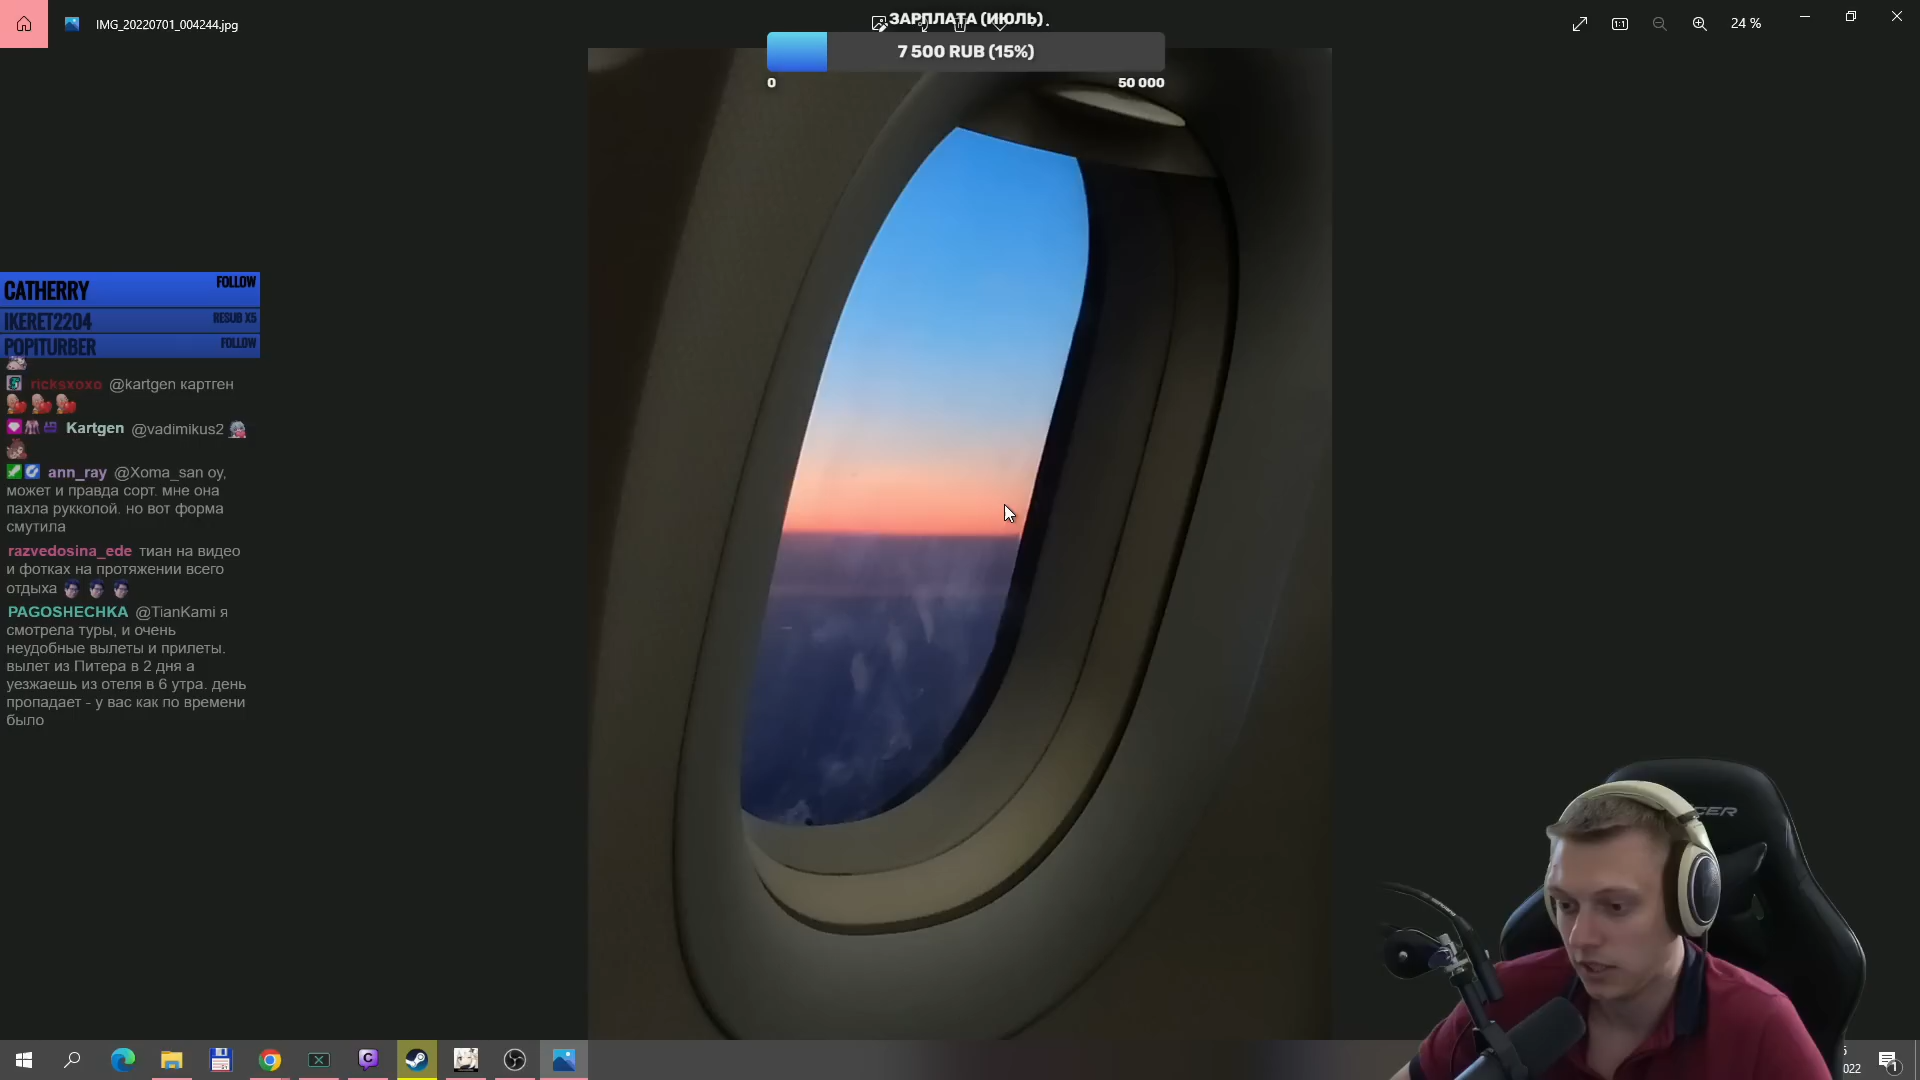 IMG_20220701_004244.jpg
24 %
ЗАРПЛАТА (ИЮЛЬ) .
7 500 RUB (15%)
0
50 000
CATHERRY FOLLOW
IKERET2204 RESUB X5
POPITURBER FOLLOW
ricksxoxo @kartgen картген
Kartgen @vadimikus2
ann_ray @Xoma_san оу,
может и правда сорт. мне она
пахла рукколой. но вот форма
смутила
razvedosina_ede тиан на видео
и фотках на протяжении всего
отдыха
PAGOSHECHKA @TianKami я
смотрела туры, и очень
неудобные вылеты и прилеты.
вылет из Питера в 2 дня а
уезжаешь из отеля в 6 утра. день
пропадает - у вас как по времени
было